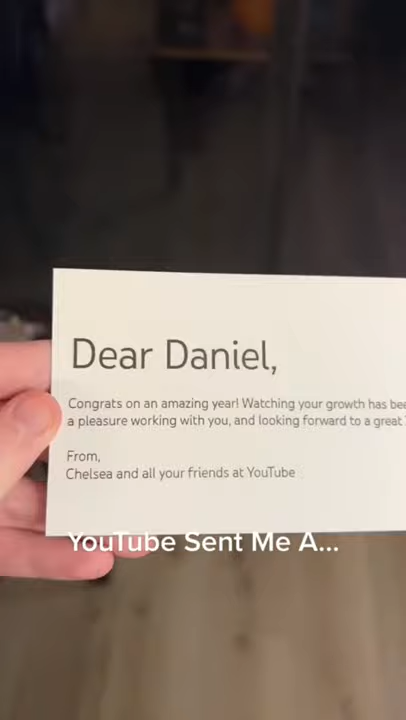 Dear Daniel,
Congrats on an amazing year! Watching your growth has
a pleasure working with you, and looking forward to a great
From,
Chelsea and all your friends at YouTube
YouTube Sent Me A...